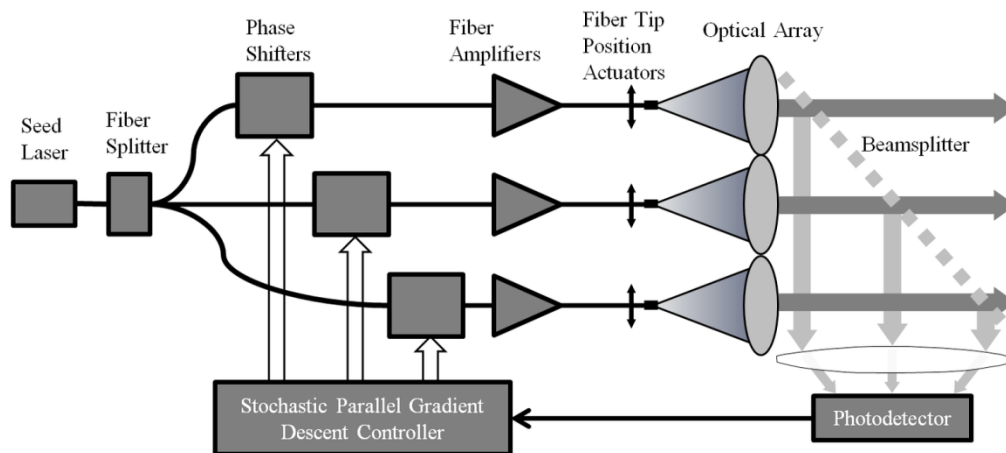 Seed
Laser
Fiber
Splitter
Phase
Shifters
Fiber
Amplifiers
Fiber Tip
Position
Actuators
Optical Array
Beamsplitter
Stochastic Parallel Gradient
Descent Controller
Photodetector